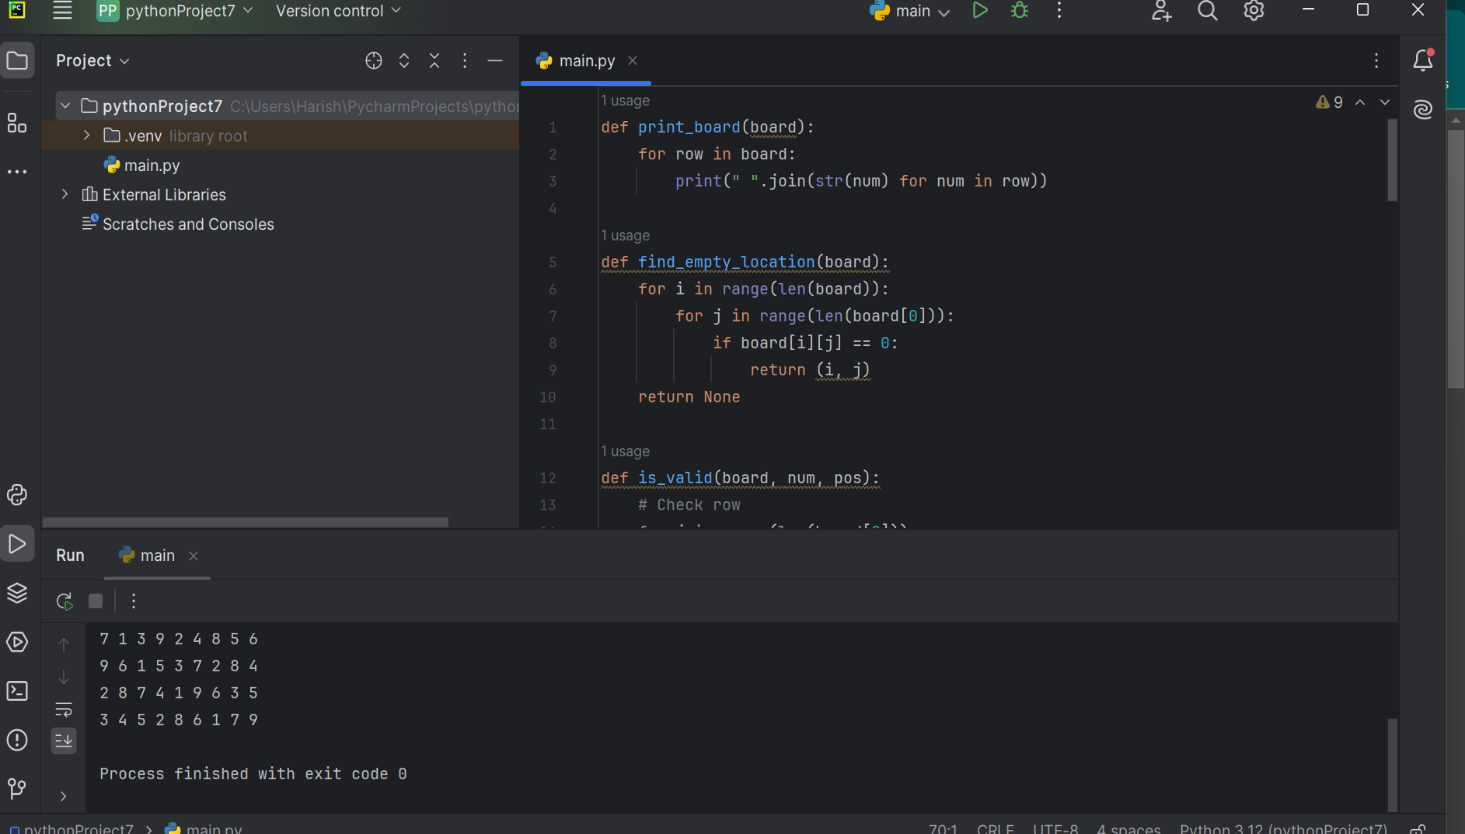 PP pythonProject7 Version control main
Project
main.py
pythonProject7 C:\Users\Harish\PycharmProjects\pythor
.venv library root
main.py
External Libraries
Scratches and Consoles
9
1 usage
1 def print_board(board):
2 for row in board:
3 print(" ".join(str(num) for num in row))
4
1 usage
5 def find_empty_location(board):
6 for i in range(len(board)):
7 for j in range(len(board[0])):
8 if board[i][j] == 0:
9 return (i, j)
10 return None
11
1 usage
12 def is_valid(board, num, pos):
13 # Check row
Run main
7 1 3 9 2 4 8 5 6
9 6 1 5 3 7 2 8 4
2 8 7 4 1 9 6 3 5
3 4 5 2 8 6 1 7 9
Process finished with exit code 0
pythonProject7 > main.py 70:1 CRLF UTF-8 4 spaces Python 3.12 (pythonProject7)